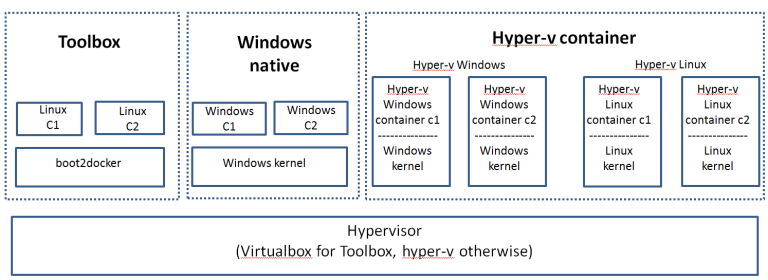 Toolbox
Linux
C1
Linux
C2
boot2docker
Windows
native
Windows
C1
Windows
C2
Windows kernel
Hyper-v container
Hyper-v Windows
Hyper-v
Windows
container c1
---------------
Windows
kernel
Hyper-v
Windows
container c2
---------------
Windows
kernel
Hyper-v Linux
Hyper-v
Linux
container c1
---------------
Linux
kernel
Hyper-v
Linux
container c2
---------------
Linux
kernel
Hypervisor
(Virtualbox for Toolbox, hyper-v otherwise)